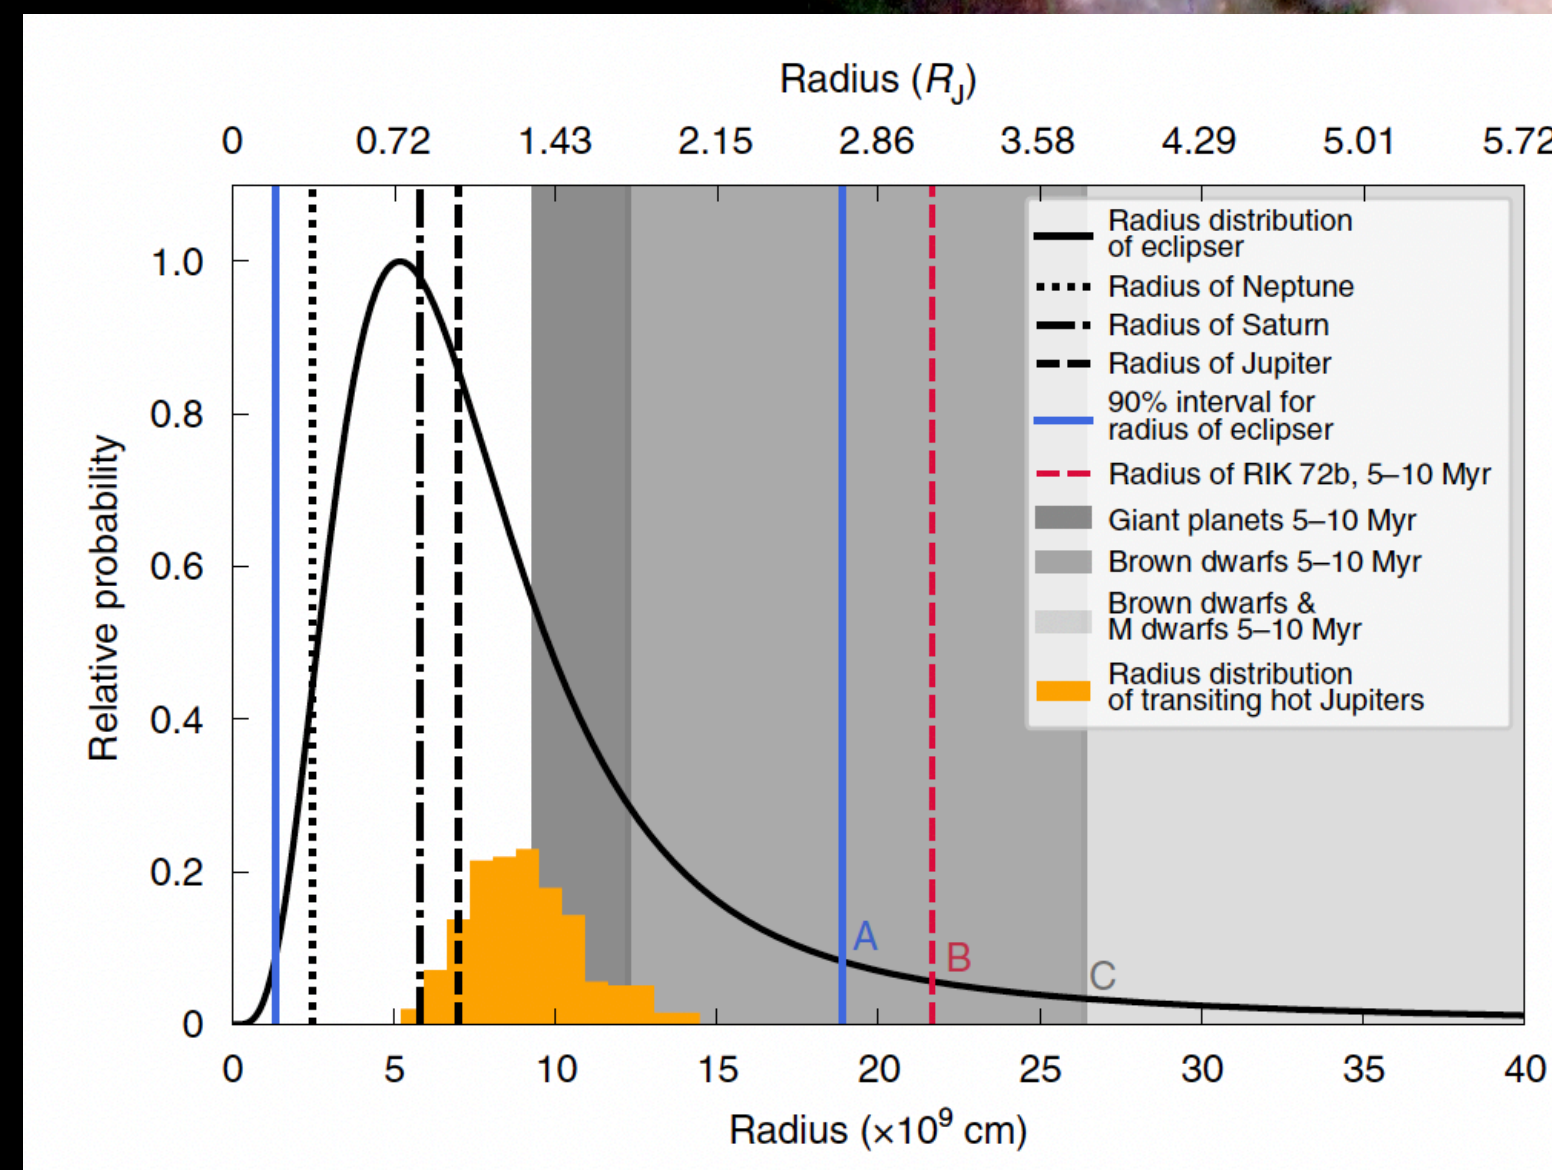 Radius (R_J)
0 0.72 1.43 2.15 2.86 3.58 4.29 5.01 5.72
Radius distribution
of eclipser
Radius of Neptune
Radius of Saturn
Radius of Jupiter
90% interval for
radius of eclipser
Radius of RIK 72b, 5–10 Myr
Giant planets 5–10 Myr
Brown dwarfs 5–10 Myr
Brown dwarfs &
M dwarfs 5–10 Myr
Radius distribution
of transiting hot Jupiters
Relative probability
1.0
0.8
0.6
0.4
0.2
0
A
B
C
0 5 10 15 20 25 30 35 40
Radius (×10⁹ cm)